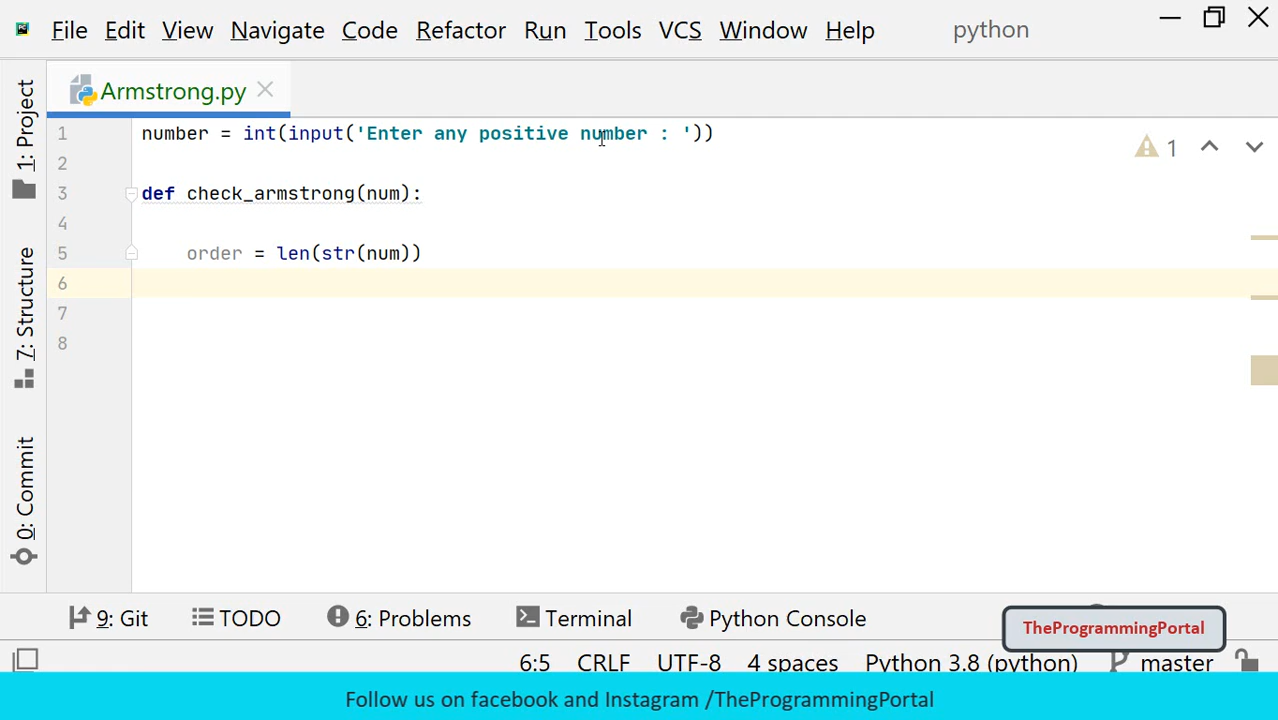 File Edit View Navigate Code Refactor Run Tools VCS Window Help python
Armstrong.py
1: Project
7: Structure
0: Commit
1 number = int(input('Enter any positive number : '))
1
2
3 def check_armstrong(num):
4
5 order = len(str(num))
6
7
8
9: Git TODO 6: Problems Terminal Python Console
TheProgrammingPortal
6:5 CRLF UTF-8 4 spaces Python 3.8 (python) master
Follow us on facebook and Instagram /TheProgrammingPortal